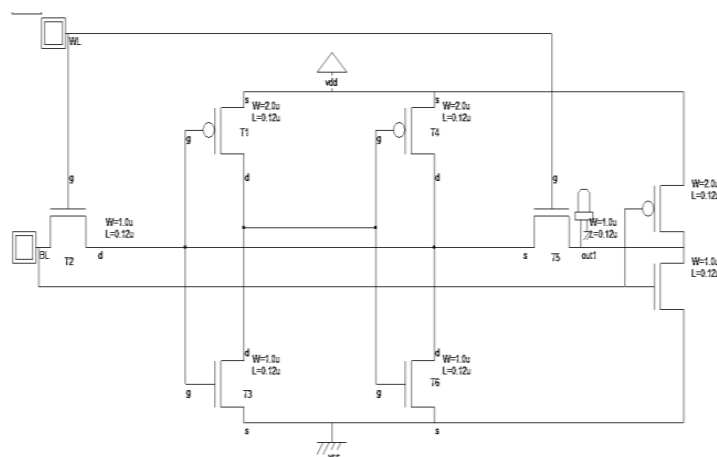 WL
vdd
s
W=2.0u
L=0.12u
g
T1
d
s
W=2.0u
L=0.12u
g
T4
d
g
g
W=2.0u
L=0.12u
W=1.0u
L=0.12u
BL
T2
d
W=1.0u
L=0.12u
s
T5
out1
W=1.0u
L=0.12u
d
W=1.0u
L=0.12u
g
T3
s
d
W=1.0u
L=0.12u
g
T6
s